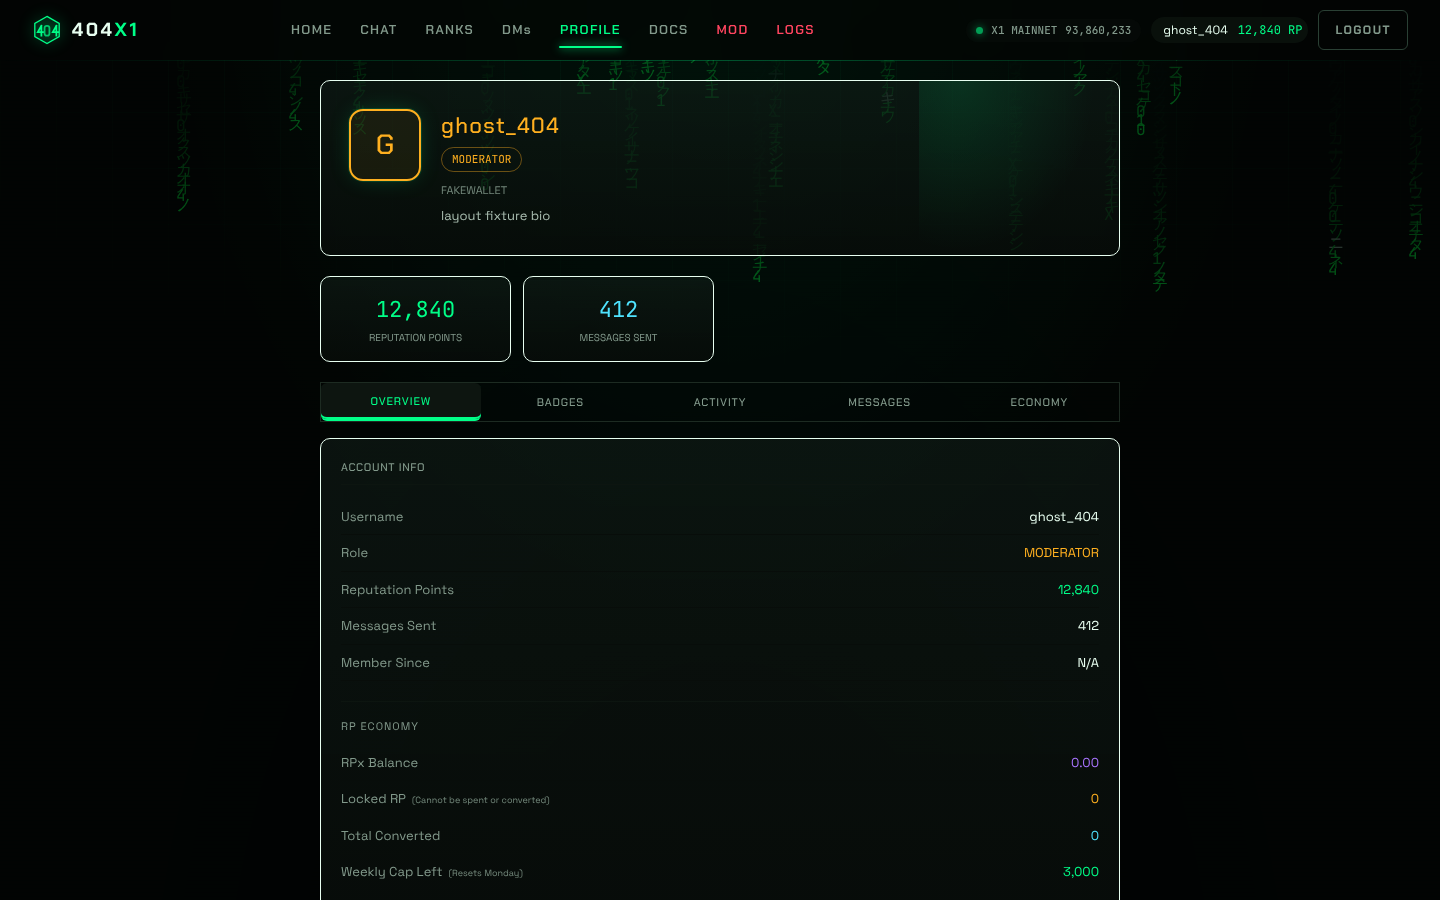 404 404X1
HOME CHAT RANKS DMs PROFILE DOCS MOD LOGS
X1 MAINNET 93,860,233
ghost_404 12,840 RP
LOGOUT
G
ghost_404
MODERATOR
FAKEWALLET
layout fixture bio
12,840
REPUTATION POINTS
412
MESSAGES SENT
OVERVIEW BADGES ACTIVITY MESSAGES ECONOMY
ACCOUNT INFO
Username ghost_404
Role MODERATOR
Reputation Points 12,840
Messages Sent 412
Member Since N/A
RP ECONOMY
RPx Balance 0.00
Locked RP (Cannot be spent or converted) 0
Total Converted 0
Weekly Cap Left (Resets Monday) 3,000